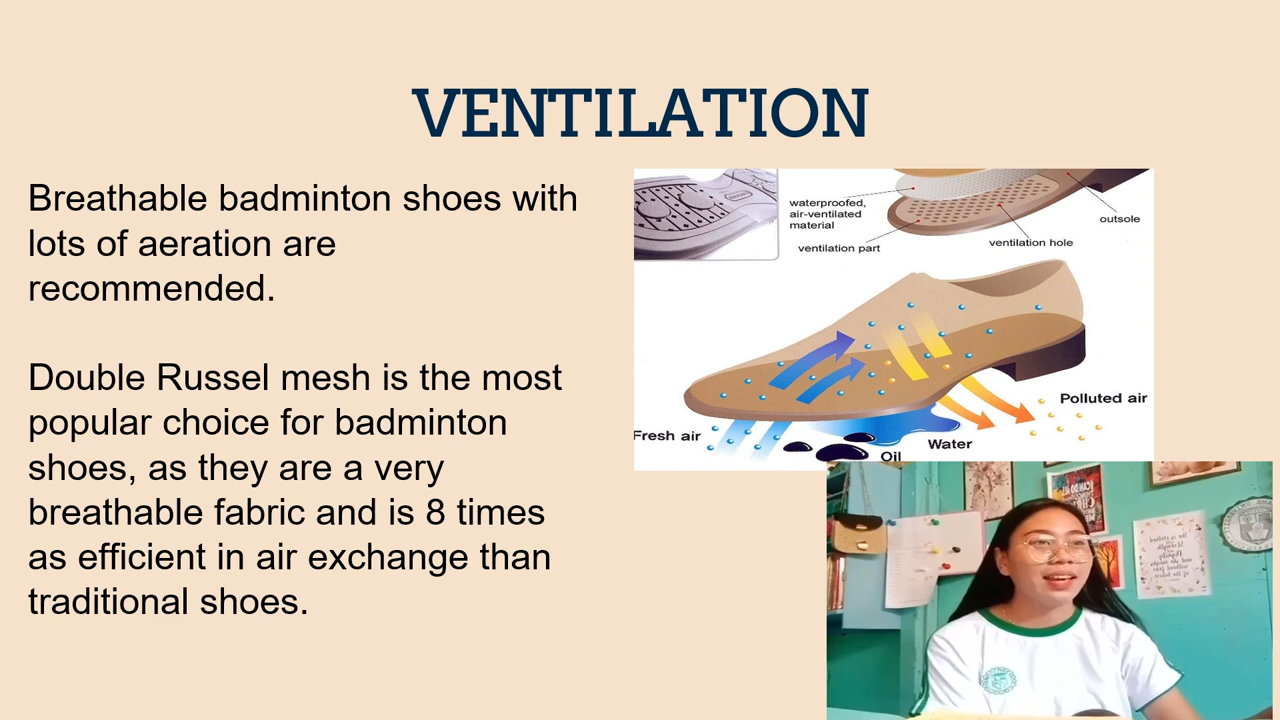 VENTILATION
Breathable badminton shoes with
lots of aeration are
recommended.
Double Russel mesh is the most
popular choice for badminton
shoes, as they are a very
breathable fabric and is 8 times
as efficient in air exchange than
traditional shoes.
waterproofed,
air-ventilated
material
ventilation part
ventilation hole
outsole
Fresh air
Oil
Water
Polluted air